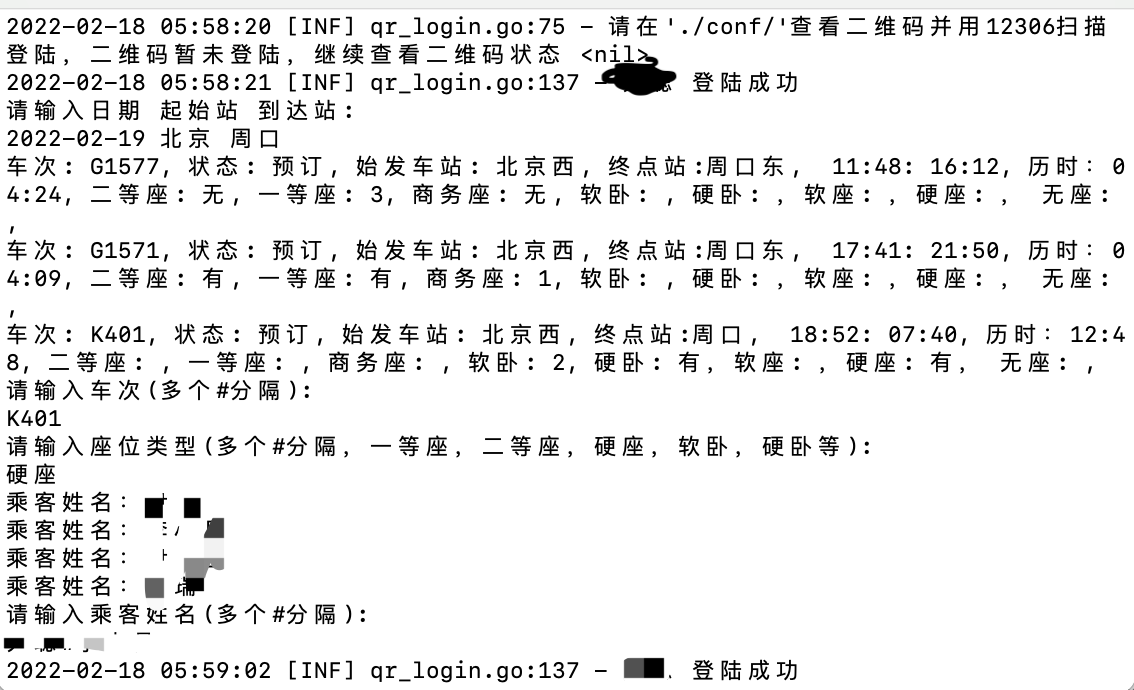 2022-02-18 05:58:20 [INF] qr_login.go:75 - 请在'./conf/'查看二维码并用12306扫描
登陆, 二维码暂未登陆, 继续查看二维码状态 <nil>
2022-02-18 05:58:21 [INF] qr_login.go:137 - 登陆成功
请输入日期 起始站 到达站:
2022-02-19 北京 周口
车次: G1577, 状态: 预订, 始发车站: 北京西, 终点站:周口东, 11:48: 16:12, 历时: 0
4:24, 二等座: 无, 一等座: 3, 商务座: 无, 软卧: , 硬卧: , 软座: , 硬座: , 无座:
,
车次: G1571, 状态: 预订, 始发车站: 北京西, 终点站:周口东, 17:41: 21:50, 历时: 0
4:09, 二等座: 有, 一等座: 有, 商务座: 1, 软卧: , 硬卧: , 软座: , 硬座: , 无座:
,
车次: K401, 状态: 预订, 始发车站: 北京西, 终点站:周口, 18:52: 07:40, 历时: 12:4
8, 二等座: , 一等座: , 商务座: , 软卧: 2, 硬卧: 有, 软座: , 硬座: 有, 无座: ,
请输入车次(多个#分隔):
K401
请输入座位类型(多个#分隔, 一等座, 二等座, 硬座, 软卧, 硬卧等):
硬座
乘客姓名:
乘客姓名:
乘客姓名:
乘客姓名:
请输入乘客姓名(多个#分隔):
2022-02-18 05:59:02 [INF] qr_login.go:137 - 登陆成功